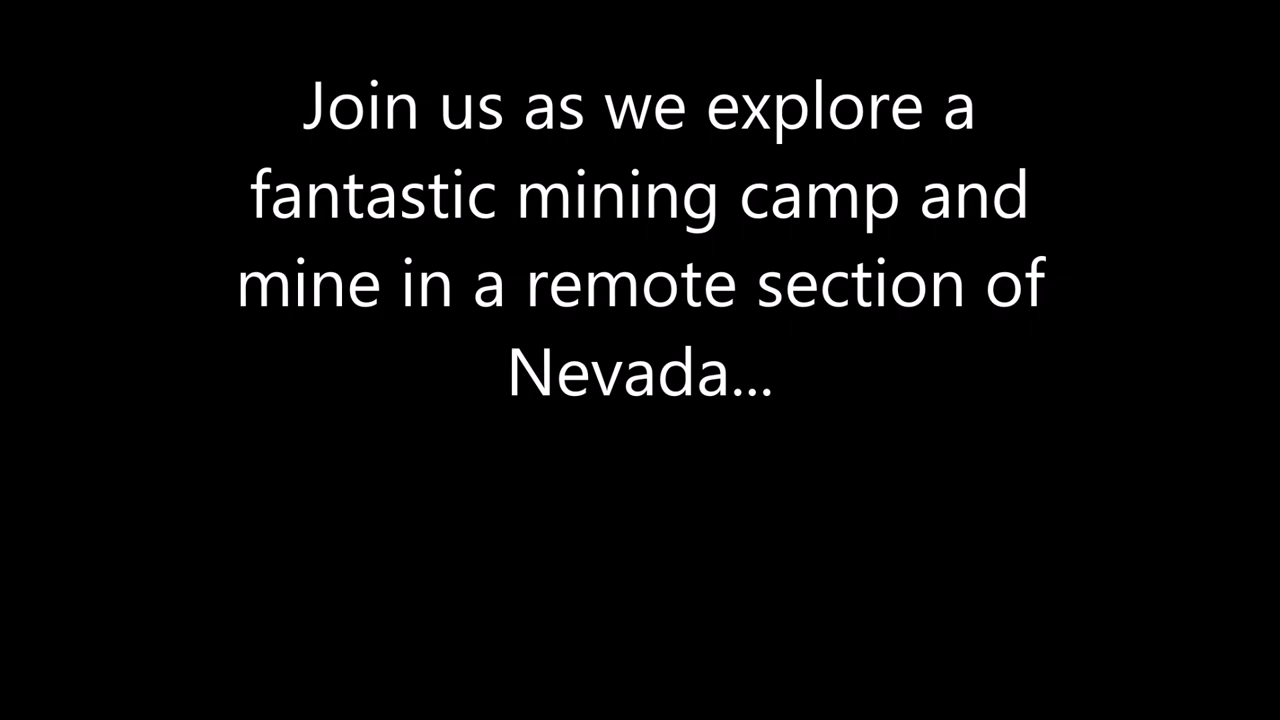 Join us as we explore a
fantastic mining camp and
mine in a remote section of
Nevada...